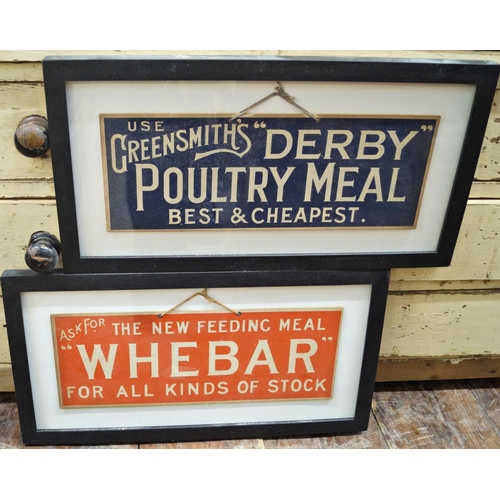 USE
GREENSMITH'S "DERBY"
POULTRY MEAL
BEST & CHEAPEST.
ASK FOR THE NEW FEEDING MEAL
"WHEBAR"
FOR ALL KINDS OF STOCK